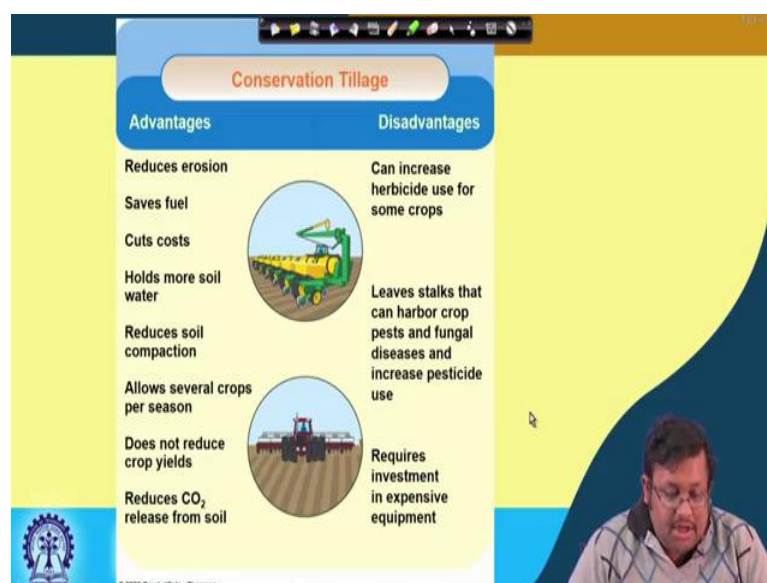 Conservation Tillage
Advantages
Disadvantages
Reduces erosion
Saves fuel
Cuts costs
Holds more soil
water
Reduces soil
compaction
Allows several crops
per season
Does not reduce
crop yields
Reduces CO₂
release from soil
Can increase
herbicide use for
some crops
Leaves stalks that
can harbor crop
pests and fungal
diseases and
increase pesticide
use
Requires
investment
in expensive
equipment